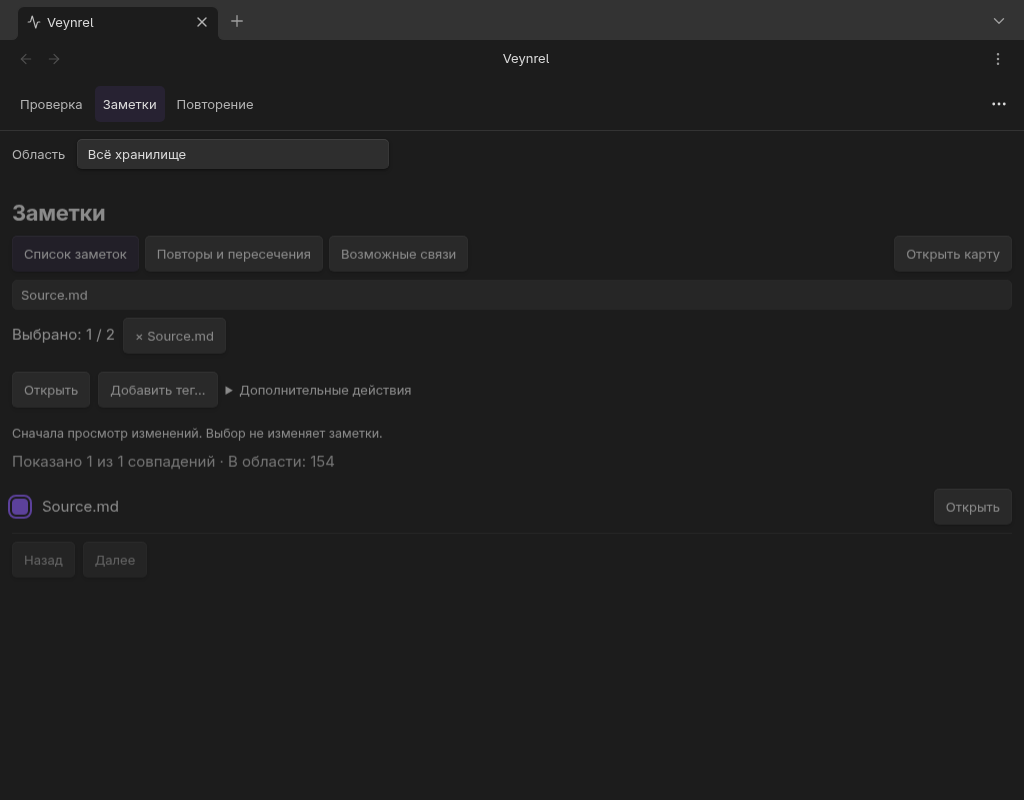 Veynrel
Veynrel
Проверка Заметки Повторение
Область Всё хранилище
Заметки
Список заметок Повторы и пересечения Возможные связи Открыть карту
Source.md
Выбрано: 1 / 2 × Source.md
Открыть Добавить тег... ▶ Дополнительные действия
Сначала просмотр изменений. Выбор не изменяет заметки.
Показано 1 из 1 совпадений · В области: 154
Source.md Открыть
Назад Далее